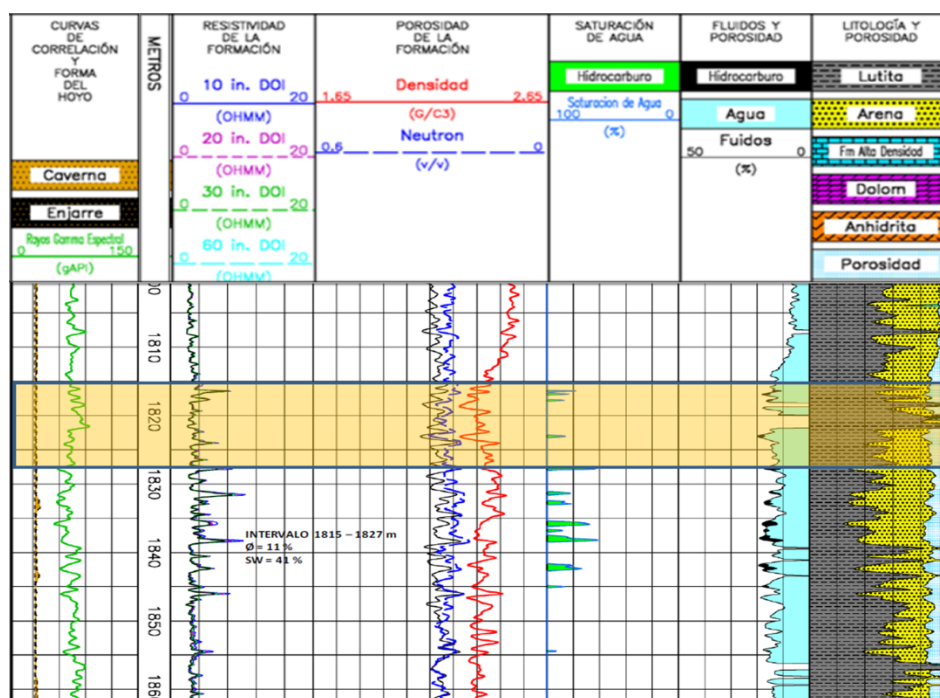 CURVAS
DE
CORRELACIÓN
Y
FORMA
DEL
HOYO
Caverna
Enjarre
Rayos Gamma Espectral
0 150
(gAPI)
METROS
RESISTIVIDAD
DE LA
FORMACIÓN
10 in. DOI
0 20
(OHMM)
20 in. DOI
0 20
(OHMM)
30 in. DOI
0 20
(OHMM)
60 in. DOI
0 20
(OHMM)
POROSIDAD
DE LA
FORMACIÓN
Densidad
1.65 2.65
(G/C3)
Neutron
0.6 0
(v/v)
SATURACIÓN
DE AGUA
Hidrocarburo
Saturacion de Agua
100 0
(%)
FLUIDOS Y
POROSIDAD
Hidrocarburo
Agua
Fuidos
50 0
(%)
LITOLOGÍA Y
POROSIDAD
Lutita
Arena
Fm Alta Densidad
Dolom
Anhidrita
Porosidad
1810
1820
1830
1840
1850
INTERVALO 1815 – 1827 m
Ø = 11 %
SW = 41 %